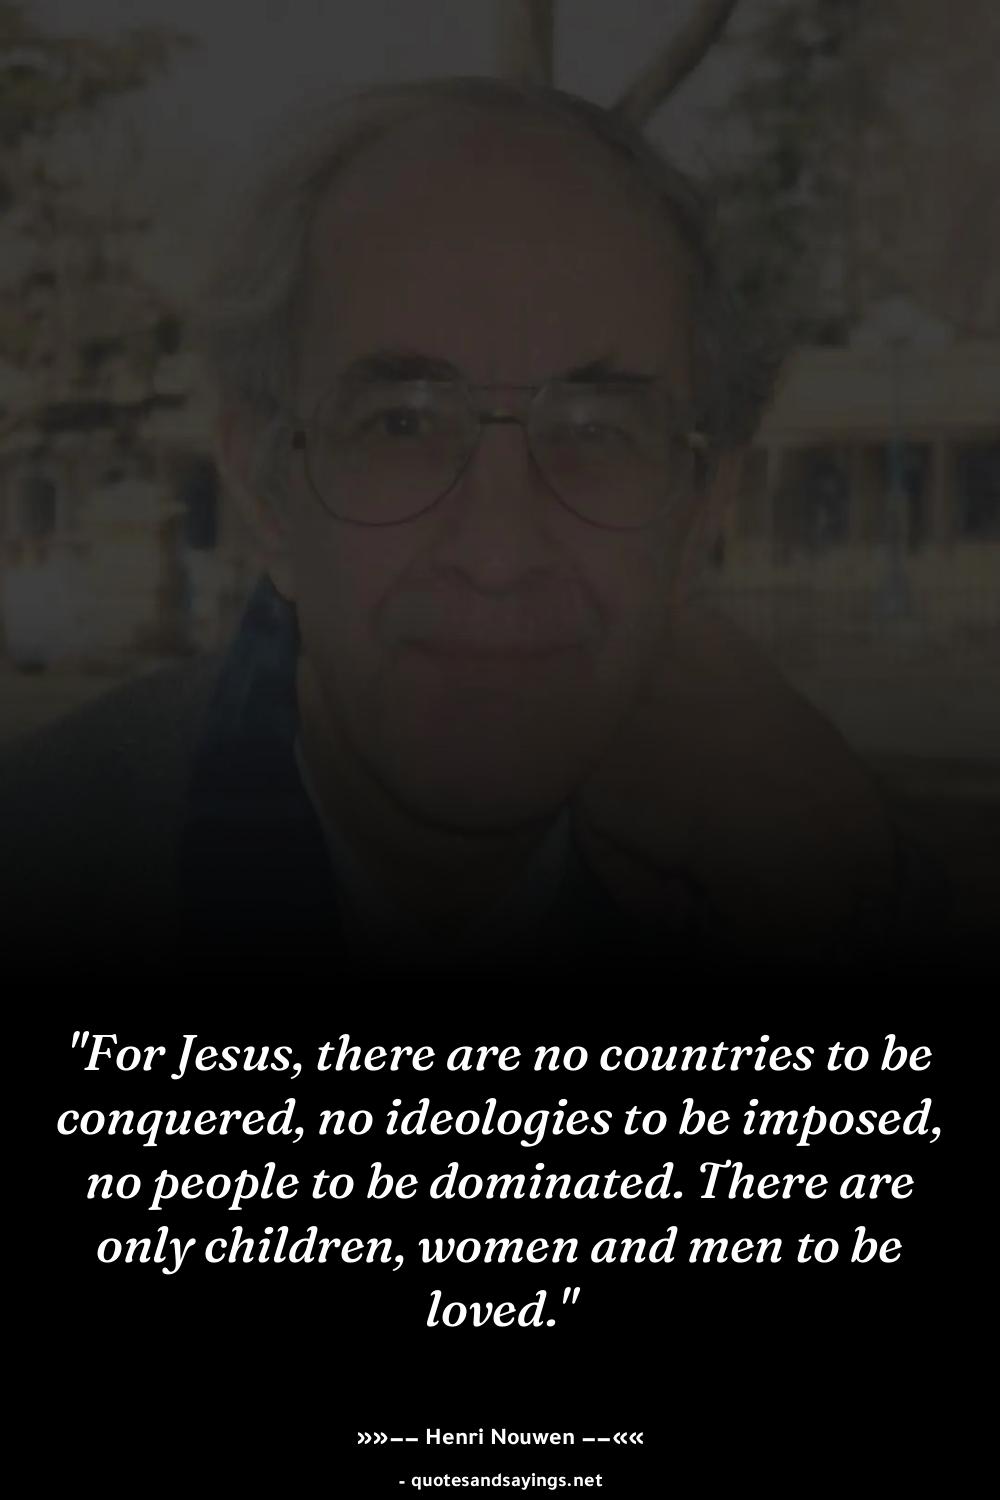 "For Jesus, there are no countries to be
conquered, no ideologies to be imposed,
no people to be dominated. There are
only children, women and men to be
loved."
»»−− Henri Nouwen −−««
- quotesandsayings.net